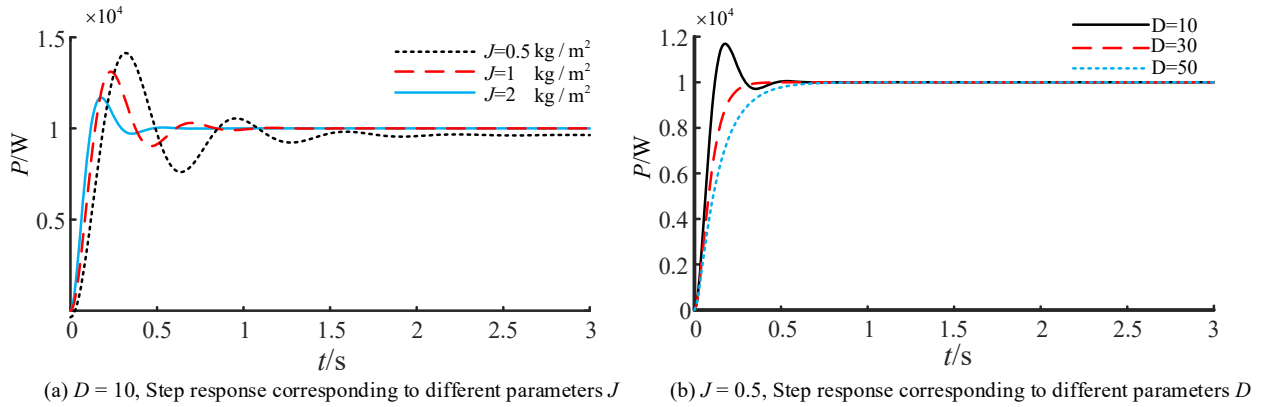 ×10⁴
1.5
1.0
0.5
0
P/W
J=0.5 kg / m²
J=1 kg / m²
J=2 kg / m²
0 0.5 1 1.5 2 2.5 3
t/s
(a) D = 10, Step response corresponding to different parameters J
×10⁴
1.2
1.0
0.8
0.6
0.4
0.2
0
P/W
D=10
D=30
D=50
0 0.5 1 1.5 2 2.5 3
t/s
(b) J = 0.5, Step response corresponding to different parameters D